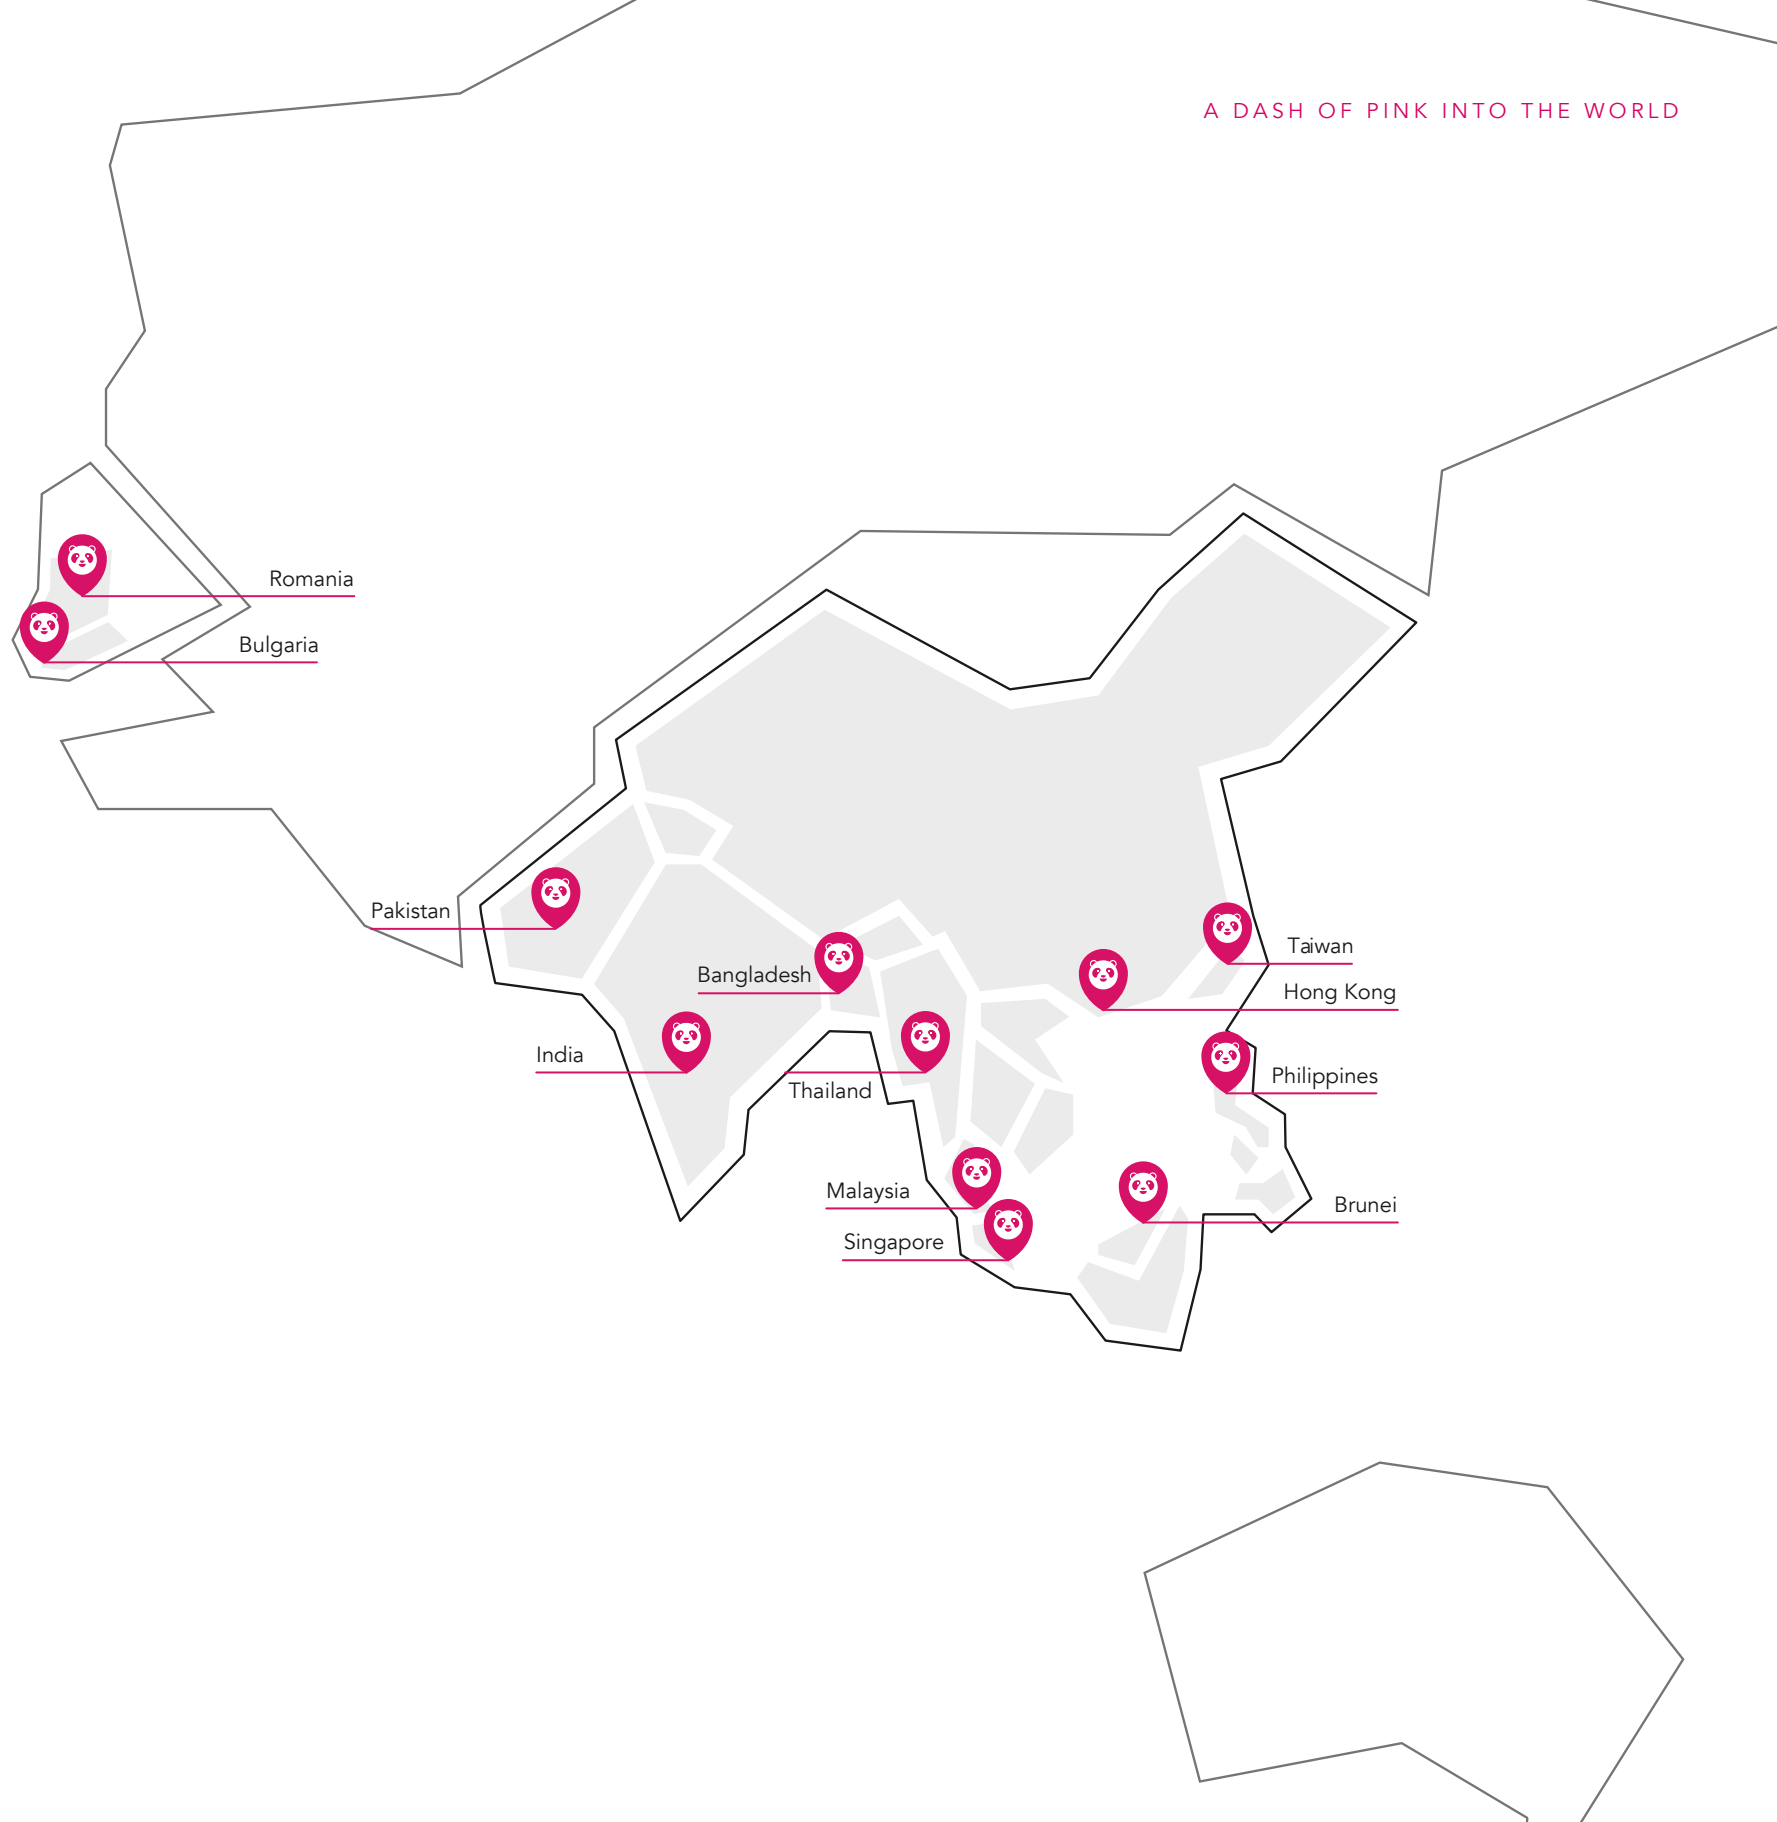 A DASH OF PINK INTO THE WORLD
Romania
Bulgaria
Pakistan
Taiwan
Bangladesh
Hong Kong
India
Philippines
Thailand
Malaysia
Brunei
Singapore